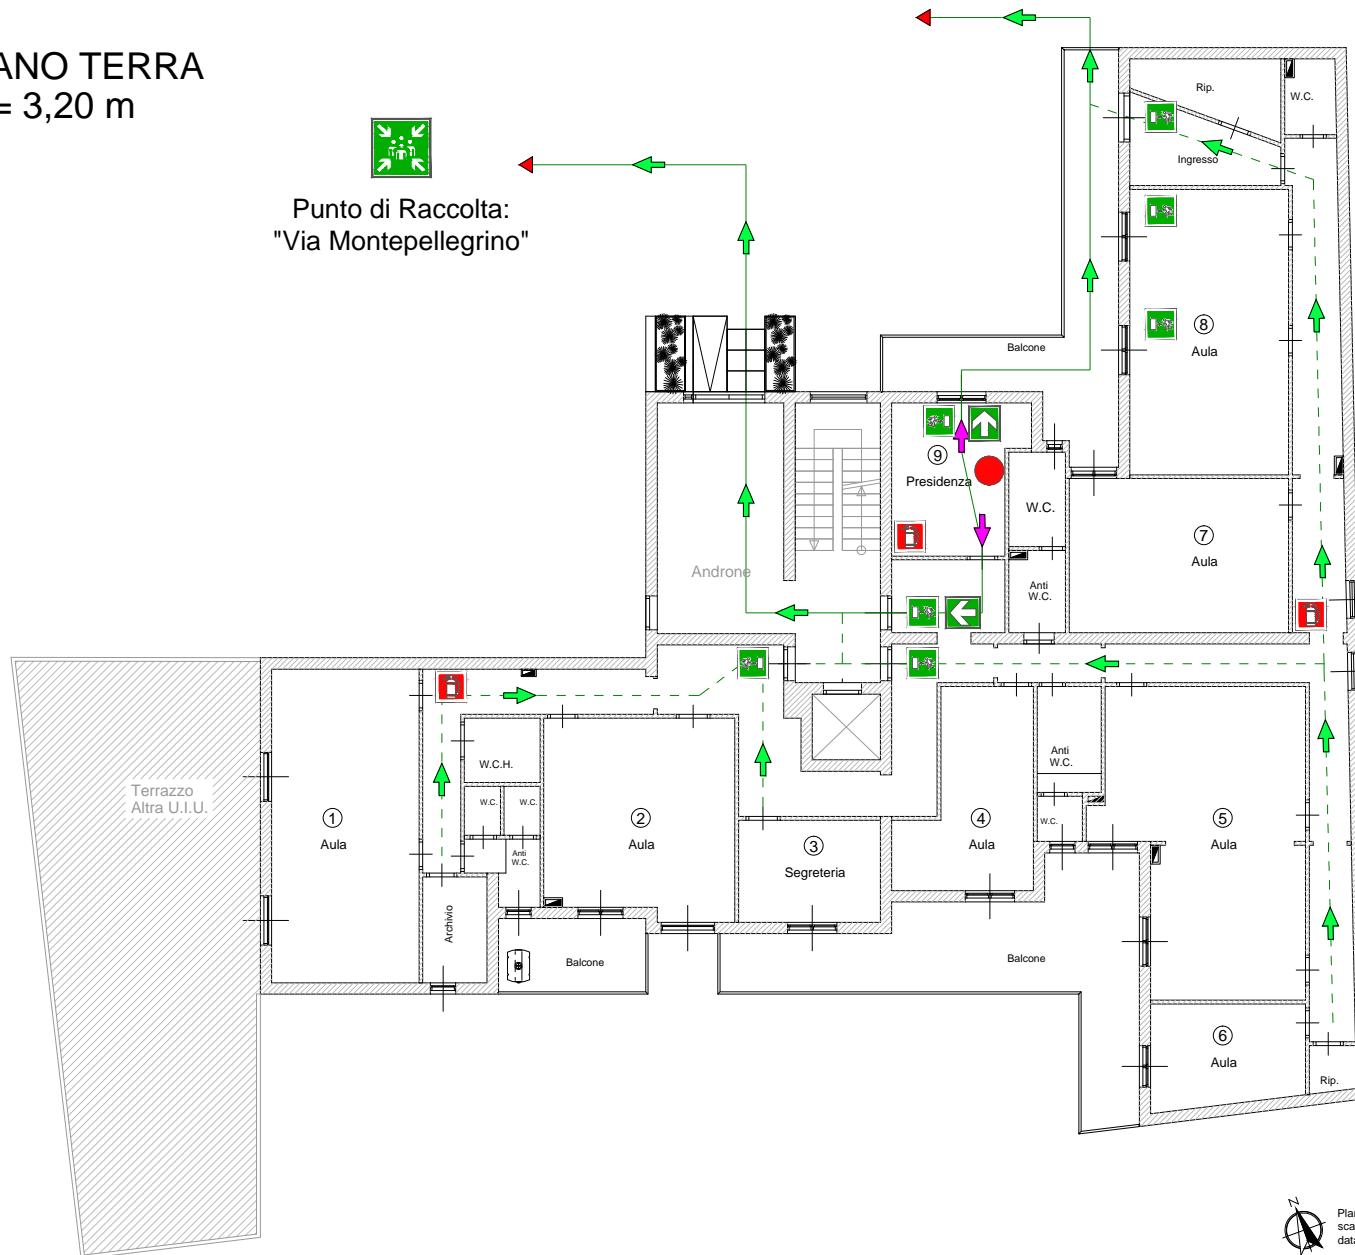 ANO TERRA
= 3,20 m
Punto di Raccolta:
"Via Montepellegrino"
Rip.
W.C.
Ingresso
8
Aula
Balcone
9
Presidenza
W.C.
7
Aula
Androne
Anti
W.C.
Terrazzo
Altra U.I.U.
W.C.H.
W.C.
W.C.
Anti
W.C.
1
Aula
2
Aula
3
Segreteria
4
Aula
Anti
W.C.
W.C.
5
Aula
Archivio
Balcone
Balcone
6
Aula
Rip.
N